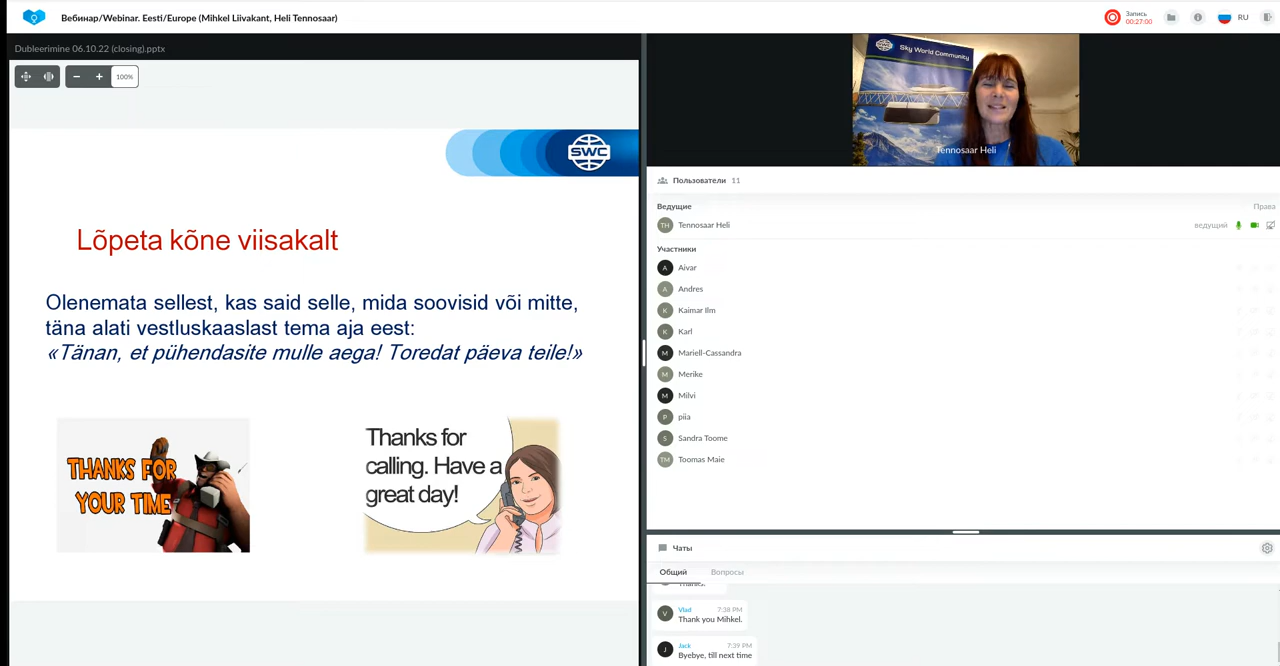 Вебинар/Webinar. Eesti/Europe (Mihkel Liivakant, Heli Tennosaar)
Запись
00:27:00
RU
Dubleerimine 06.10.22 (closing).pptx
100%
SWC
Lõpeta kõne viisakalt
Olenemata sellest, kas said selle, mida soovisid või mitte,
täna alati vestluskaaslast tema aja eest:
«Tänan, et pühendasite mulle aega! Toredat päeva teile!»
THANKS FOR
YOUR TIME
Thanks for
calling. Have a
great day!
Sky World Community
Tennosaar Heli
Пользователи 11
Ведущие
Права
TH Tennosaar Heli
ведущий
Участники
A Aivar
A Andres
K Kaimar Ilm
K Karl
M Mariell-Cassandra
M Merike
M Milvi
P piia
S Sandra Toome
TM Toomas Maie
Чаты
Общий Вопросы
Thanks.
V Vlad 7:38 PM
Thank you Mihkel.
J Jack 7:39 PM
Byebye, till next time